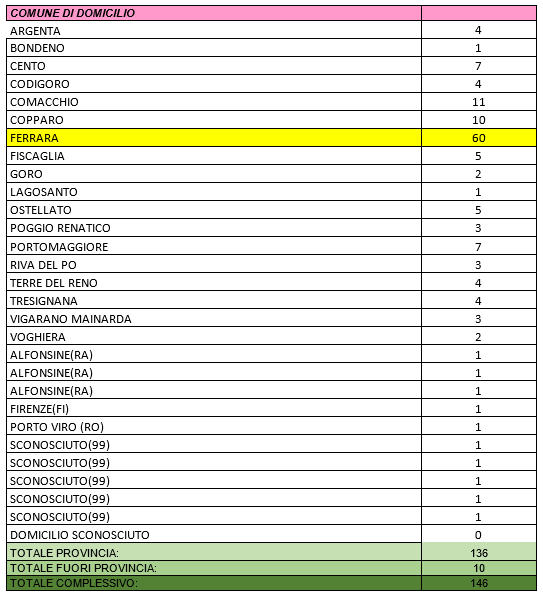 COMUNE DI DOMICILIO
ARGENTA 4
BONDENO 1
CENTO 7
CODIGORO 4
COMACCHIO 11
COPPARO 10
FERRARA 60
FISCAGLIA 5
GORO 2
LAGOSANTO 1
OSTELLATO 5
POGGIO RENATICO 3
PORTOMAGGIORE 7
RIVA DEL PO 3
TERRE DEL RENO 4
TRESIGNANA 4
VIGARANO MAINARDA 3
VOGHIERA 2
ALFONSINE(RA) 1
ALFONSINE(RA) 1
ALFONSINE(RA) 1
FIRENZE(FI) 1
PORTO VIRO (RO) 1
SCONOSCIUTO(99) 1
SCONOSCIUTO(99) 1
SCONOSCIUTO(99) 1
SCONOSCIUTO(99) 1
SCONOSCIUTO(99) 1
DOMICILIO SCONOSCIUTO 0
TOTALE PROVINCIA: 136
TOTALE FUORI PROVINCIA: 10
TOTALE COMPLESSIVO: 146